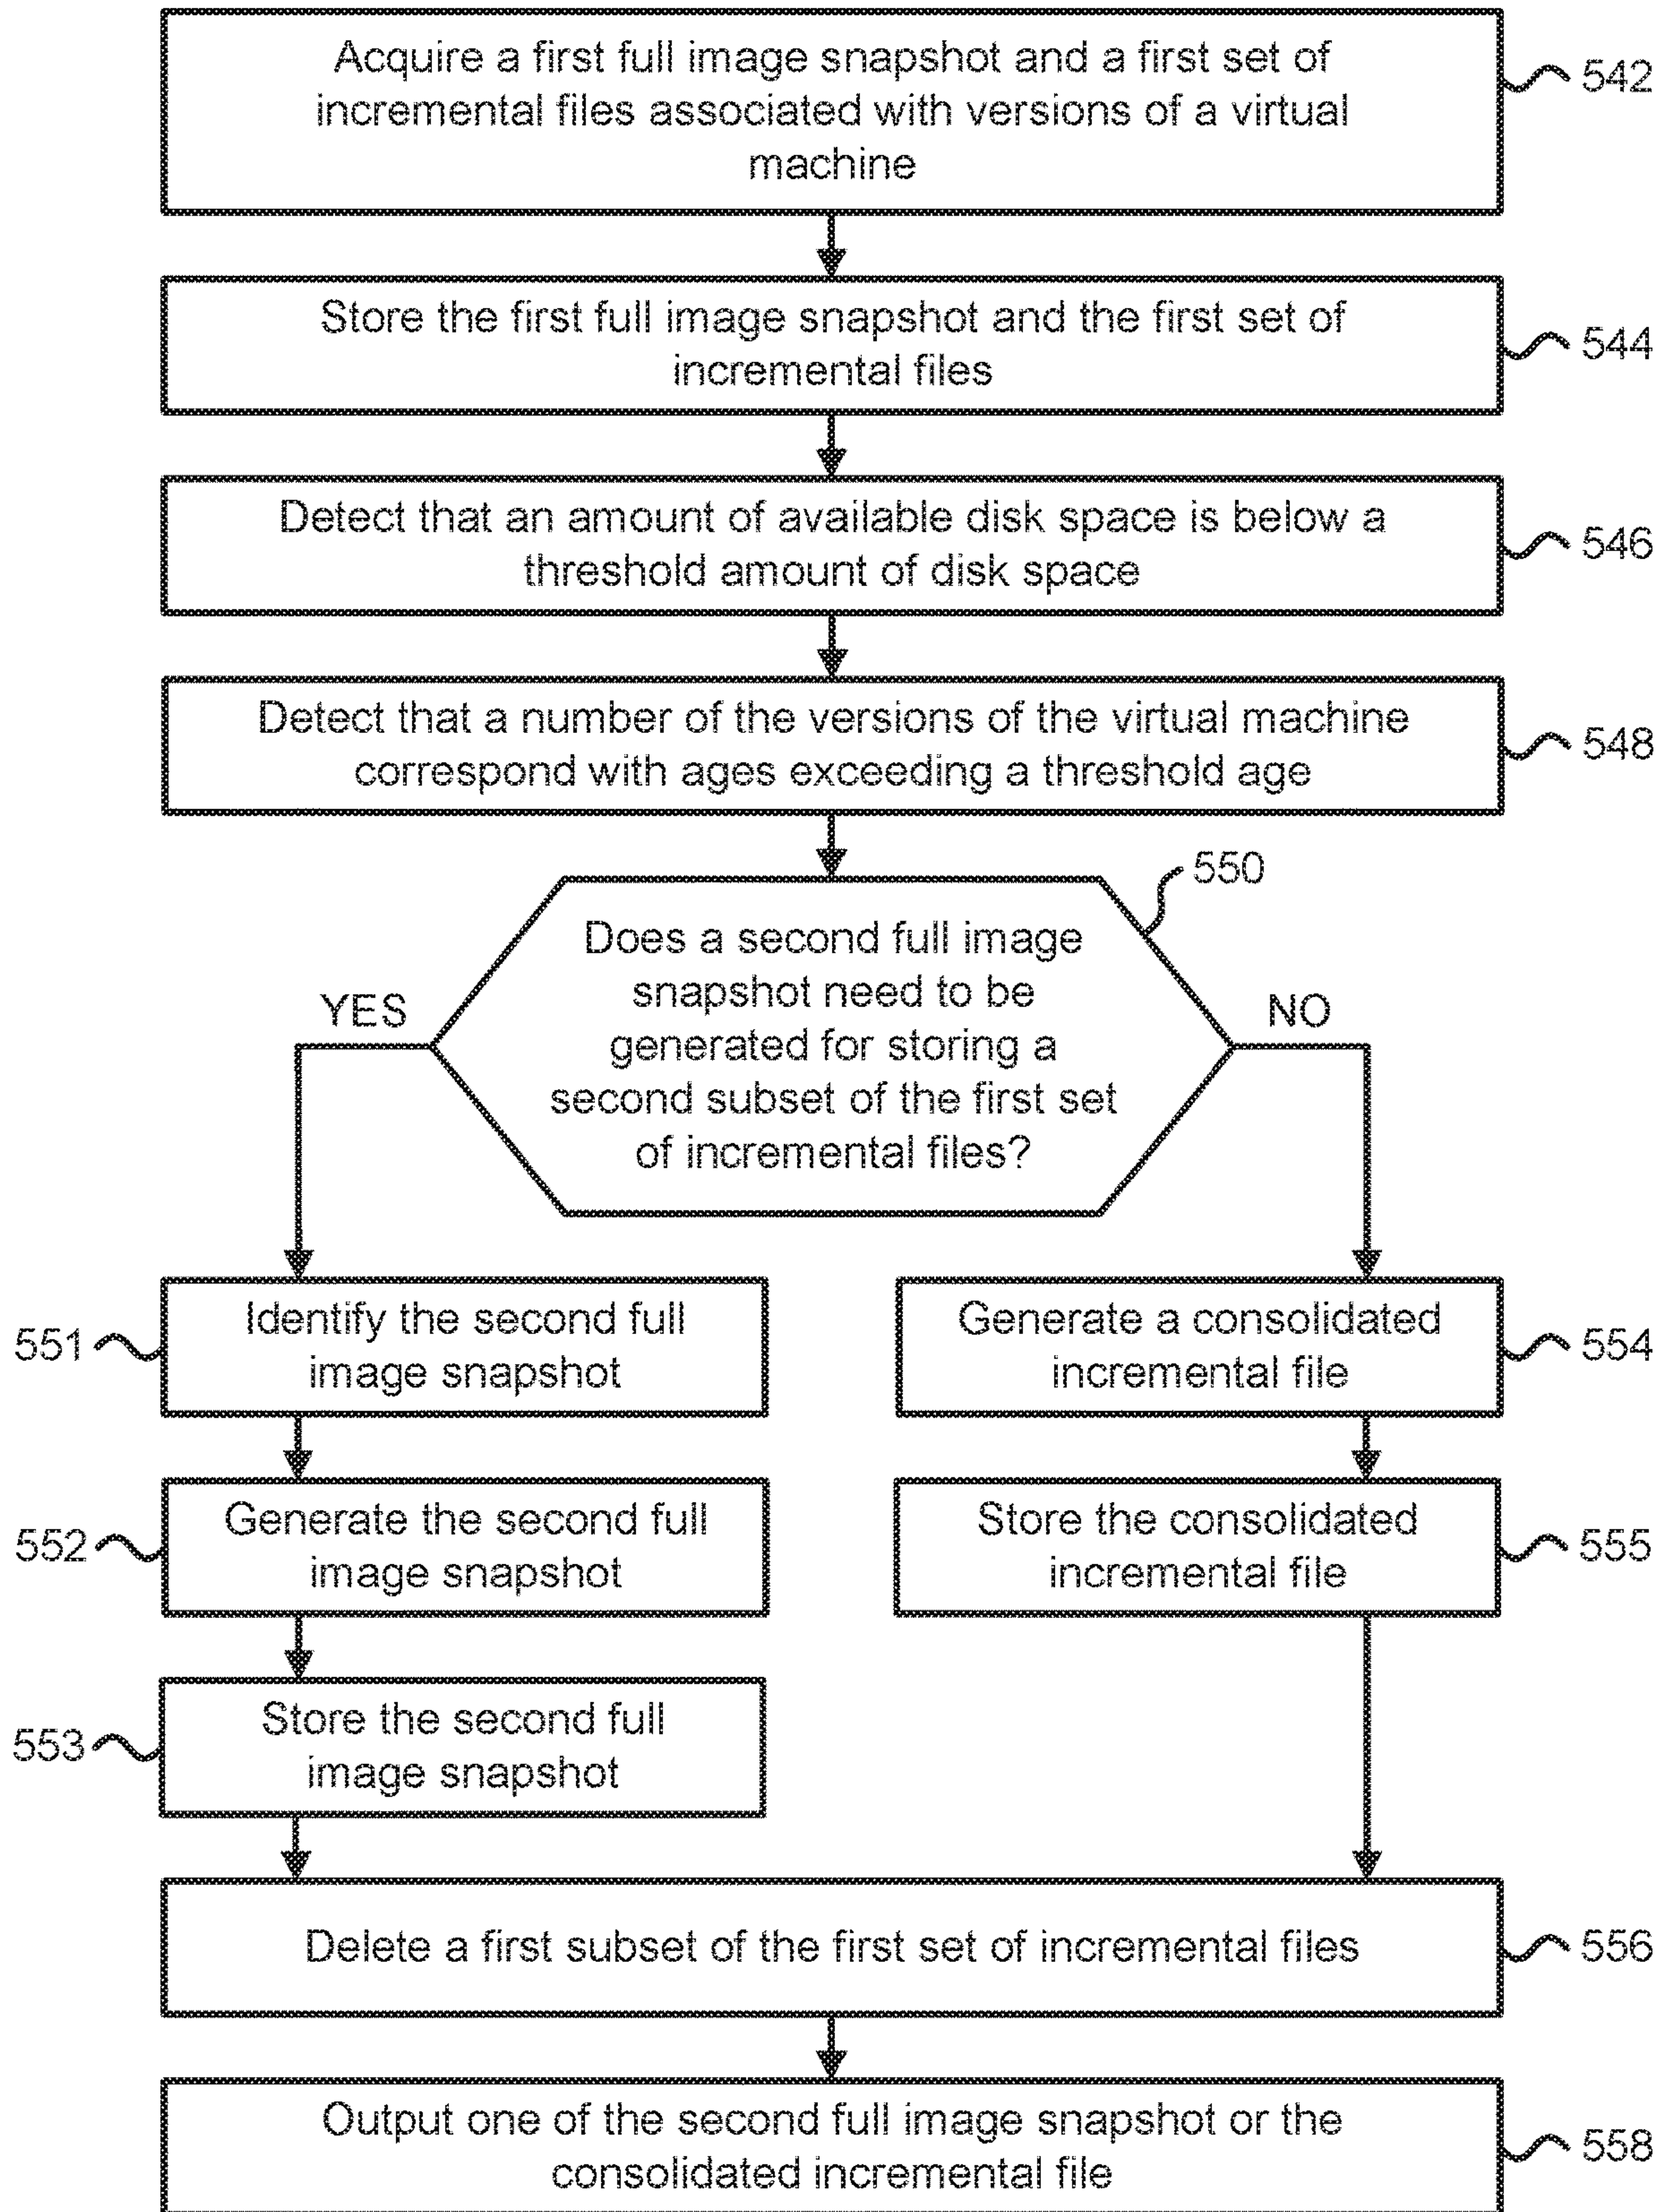 Acquire a first full image snapshot and a first set of
incremental files associated with versions of a virtual
machine
542
Store the first full image snapshot and the first set of
incremental files
544
Detect that an amount of available disk space is below a
threshold amount of disk space
546
Detect that a number of the versions of the virtual machine
correspond with ages exceeding a threshold age
548
550
Does a second full image
snapshot need to be
generated for storing a
second subset of the first set
of incremental files?
YES
NO
551
Identify the second full
image snapshot
Generate a consolidated
incremental file
554
552
Generate the second full
image snapshot
Store the consolidated
incremental file
555
553
Store the second full
image snapshot
Delete a first subset of the first set of incremental files
556
Output one of the second full image snapshot or the
consolidated incremental file
558